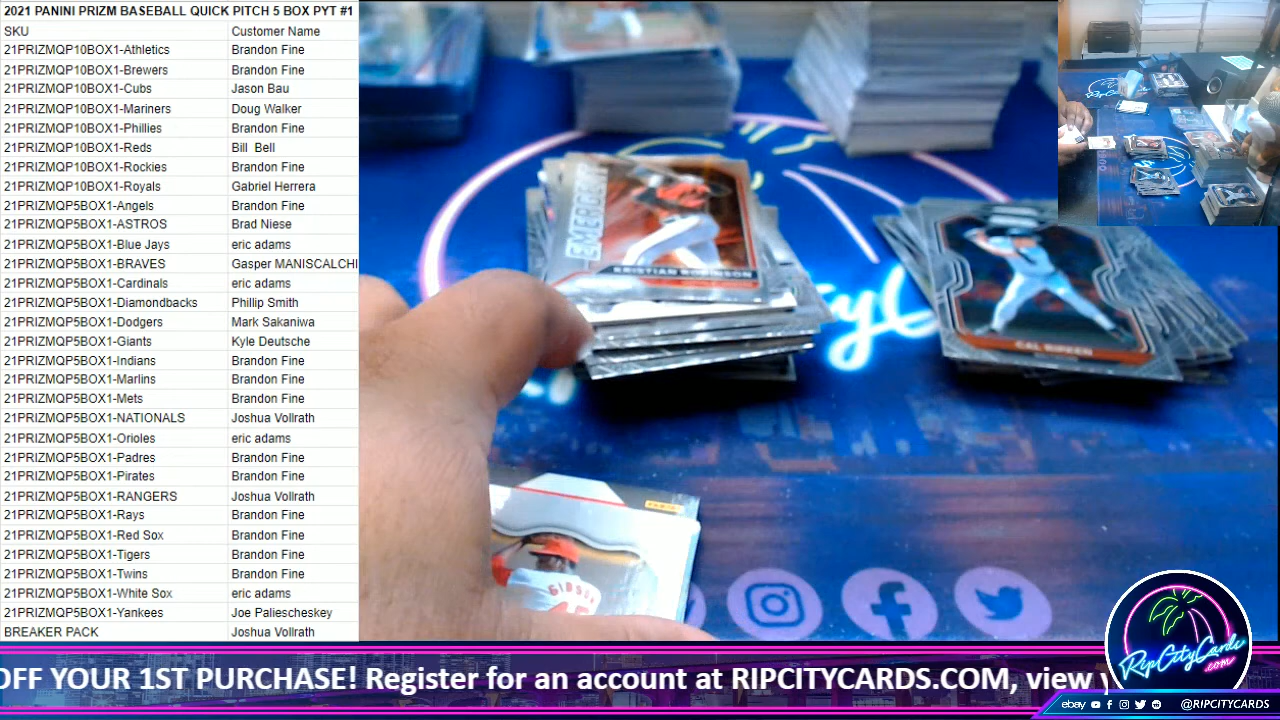 2021 PANINI PRIZM BASEBALL QUICK PITCH 5 BOX PYT #1
SKU Customer Name
21PRIZMQP10BOX1-Athletics Brandon Fine
21PRIZMQP10BOX1-Brewers Brandon Fine
21PRIZMQP10BOX1-Cubs Jason Bau
21PRIZMQP10BOX1-Mariners Doug Walker
21PRIZMQP10BOX1-Phillies Brandon Fine
21PRIZMQP10BOX1-Reds Bill Bell
21PRIZMQP10BOX1-Rockies Brandon Fine
21PRIZMQP10BOX1-Royals Gabriel Herrera
21PRIZMQP5BOX1-Angels Brandon Fine
21PRIZMQP5BOX1-ASTROS Brad Niese
21PRIZMQP5BOX1-Blue Jays eric adams
21PRIZMQP5BOX1-BRAVES Gasper MANISCALCHI
21PRIZMQP5BOX1-Cardinals eric adams
21PRIZMQP5BOX1-Diamondbacks Phillip Smith
21PRIZMQP5BOX1-Dodgers Mark Sakaniwa
21PRIZMQP5BOX1-Giants Kyle Deutsche
21PRIZMQP5BOX1-Indians Brandon Fine
21PRIZMQP5BOX1-Marlins Brandon Fine
21PRIZMQP5BOX1-Mets Brandon Fine
21PRIZMQP5BOX1-NATIONALS Joshua Vollrath
21PRIZMQP5BOX1-Orioles eric adams
21PRIZMQP5BOX1-Padres Brandon Fine
21PRIZMQP5BOX1-Pirates Brandon Fine
21PRIZMQP5BOX1-RANGERS Joshua Vollrath
21PRIZMQP5BOX1-Rays Brandon Fine
21PRIZMQP5BOX1-Red Sox Brandon Fine
21PRIZMQP5BOX1-Tigers Brandon Fine
21PRIZMQP5BOX1-Twins Brandon Fine
21PRIZMQP5BOX1-White Sox eric adams
21PRIZMQP5BOX1-Yankees Joe Paliescheskey
BREAKER PACK Joshua Vollrath
KRISTIAN ROBINSON
CAL RIPKEN
GIBSON
OFF YOUR 1ST PURCHASE! Register for an account at RIPCITYCARDS.COM, view
RipCityCards
.com
ebay @RIPCITYCARDS